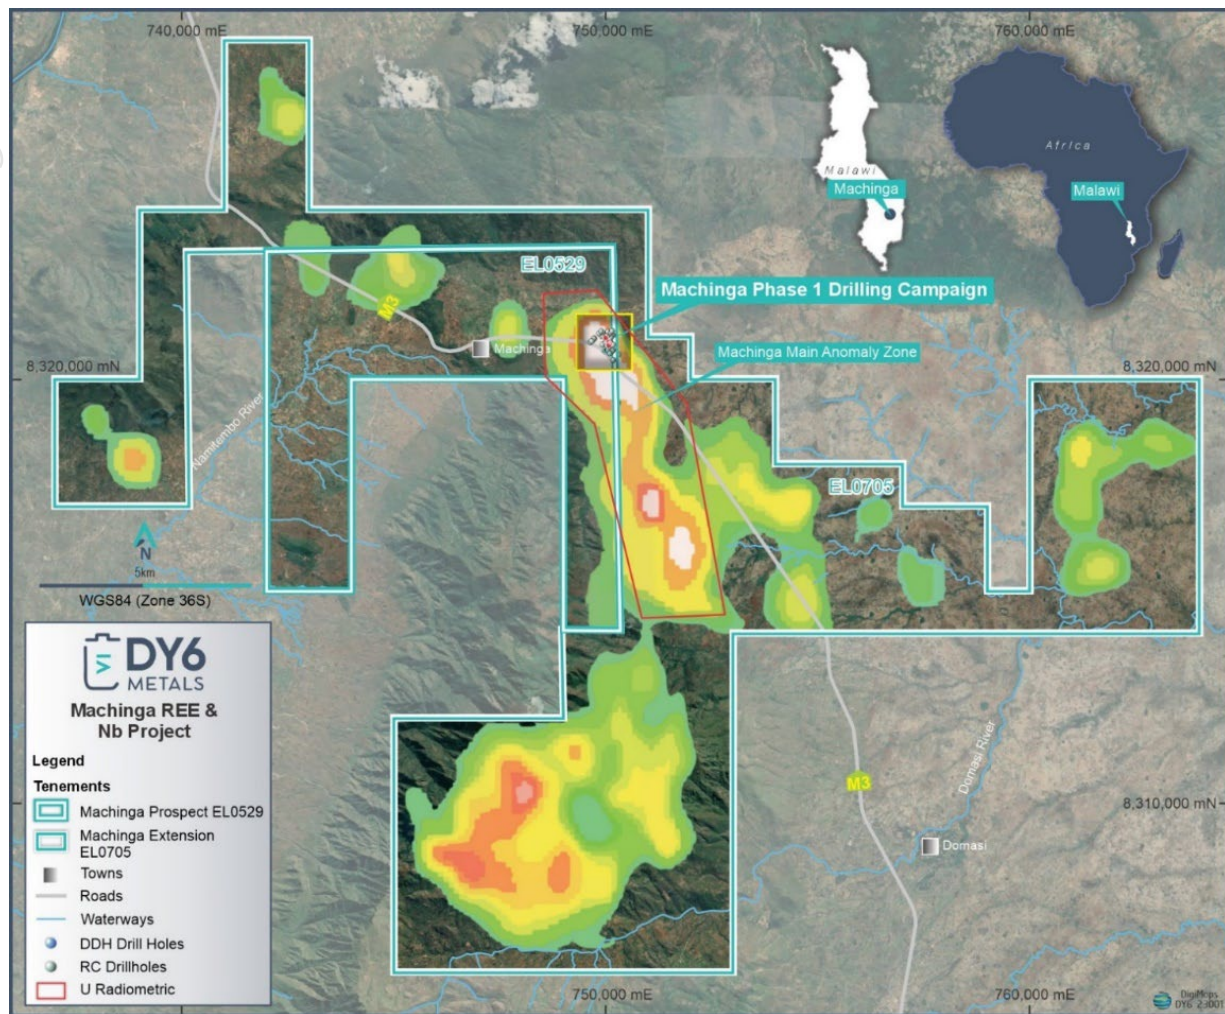 740,000 mE
750,000 mE
760,000 mE
Africa
Malawi
Machinga
Malawi
EL0529
Machinga Phase 1 Drilling Campaign
M3
Machinga
Machinga Main Anomaly Zone
8,320,000 mN
8,320,000 mN
Namitembo River
EL0705
N
5km
WGS84 (Zone 36S)
DY6
METALS
Machinga REE &
Nb Project
Legend
Tenements
Machinga Prospect EL0529
Machinga Extension
EL0705
Towns
Roads
Waterways
DDH Drill Holes
RC Drillholes
U Radiometric
M3
Domasi River
8,310,000 mN
Domasi
750,000 mE
760,000 mE
DigiMaps
DY6 23001